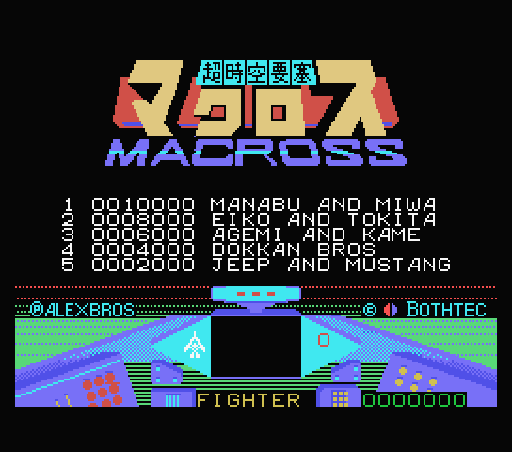 超時空要塞
マクロス
MACROSS
1 0010000 MANABU AND MIWA
2 0008000 EIKO AND TOKITA
3 0006000 AGEMI AND KAME
4 0004000 DOKKAN BROS
5 0002000 JEEP AND MUSTANG
@ALEXBROS © BOTHTEC
0
FIGHTER 0000000